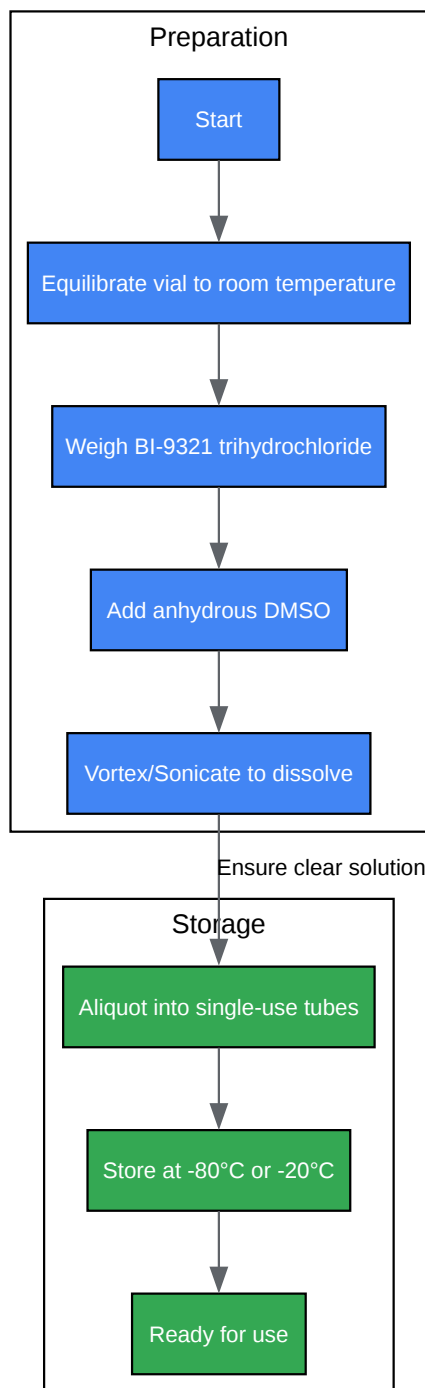 Preparation
Start
Equilibrate vial to room temperature
Weigh BI-9321 trihydrochloride
Add anhydrous DMSO
Vortex/Sonicate to dissolve
Ensure clear solution
Storage
Aliquot into single-use tubes
Store at -80°C or -20°C
Ready for use